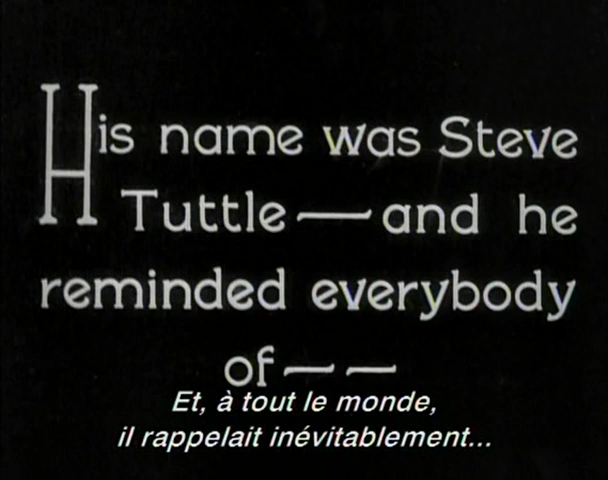 His name was Steve
Tuttle — and he
reminded everybody
of — —
Et, à tout le monde,
il rappelait inévitablement...